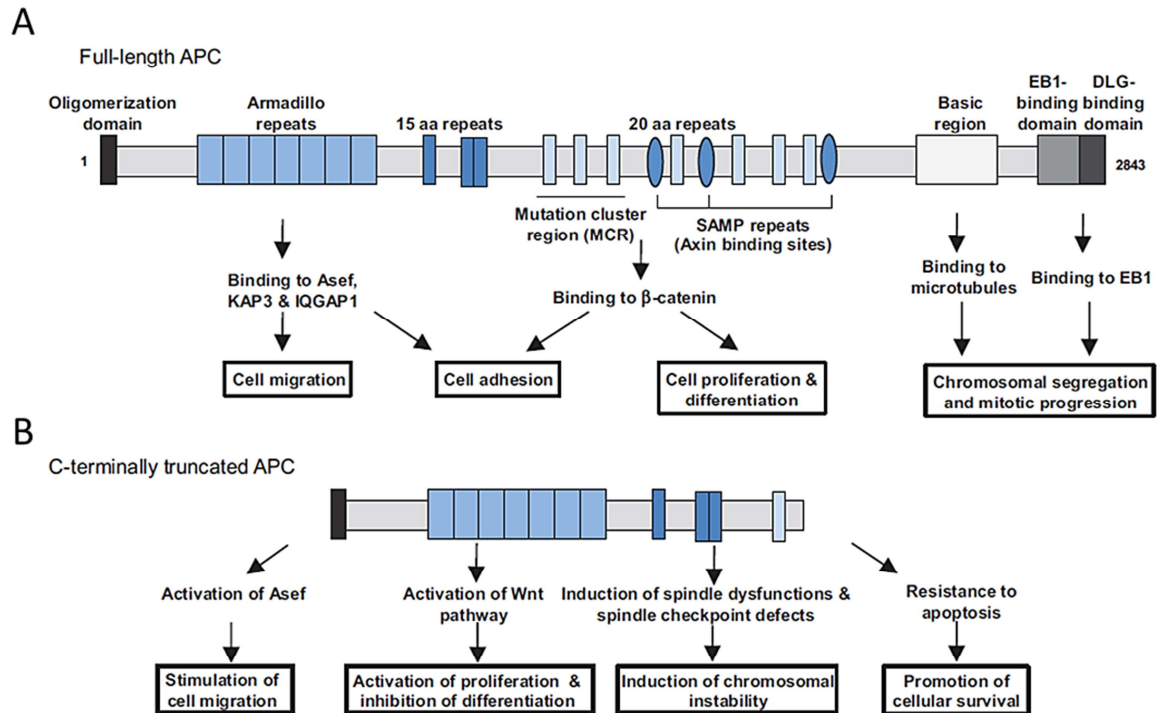 A
Full-length APC
Oligomerization
domain
Armadillo
repeats
15 aa repeats
20 aa repeats
Basic
region
EB1-
binding
domain
DLG-
binding
domain
1
2843
Mutation cluster
region (MCR)
SAMP repeats
(Axin binding sites)
Binding to Asef,
KAP3 & IQGAP1
Binding to β-catenin
Binding to
microtubules
Binding to EB1
Cell migration
Cell adhesion
Cell proliferation &
differentiation
Chromosomal segregation
and mitotic progression
B
C-terminally truncated APC
Activation of Asef
Activation of Wnt
pathway
Induction of spindle dysfunctions &
spindle checkpoint defects
Resistance to
apoptosis
Stimulation of
cell migration
Activation of proliferation &
inhibition of differentiation
Induction of chromosomal
instability
Promotion of
cellular survival